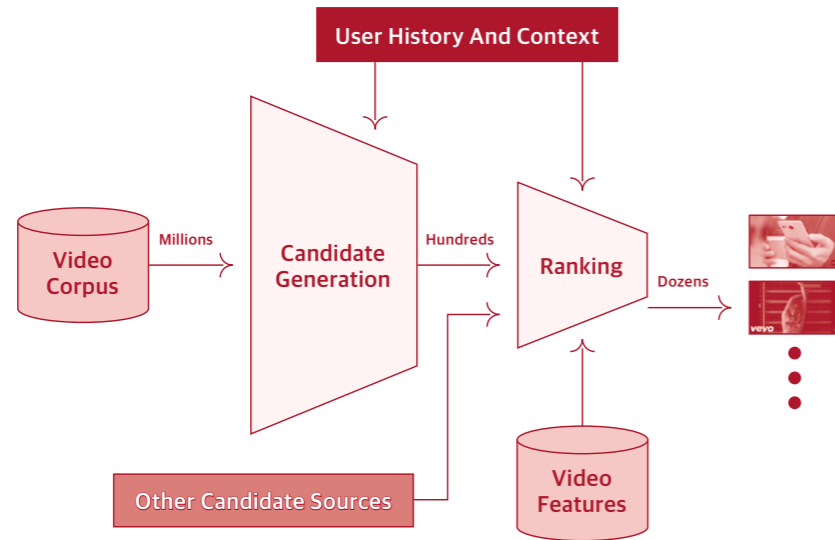 User History And Context
Video
Corpus
Millions
Candidate
Generation
Hundreds
Ranking
Dozens
vevo
Other Candidate Sources
Video
Features